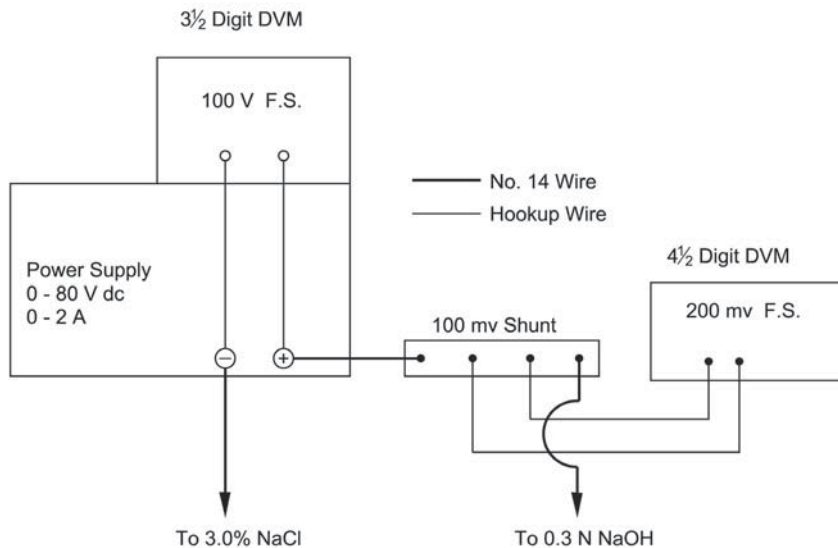 3½ Digit DVM
100 V F.S.
No. 14 Wire
Hookup Wire
Power Supply
0 - 80 V dc
0 - 2 A
4½ Digit DVM
200 mv F.S.
100 mv Shunt
−
+
To 3.0% NaCl
To 0.3 N NaOH